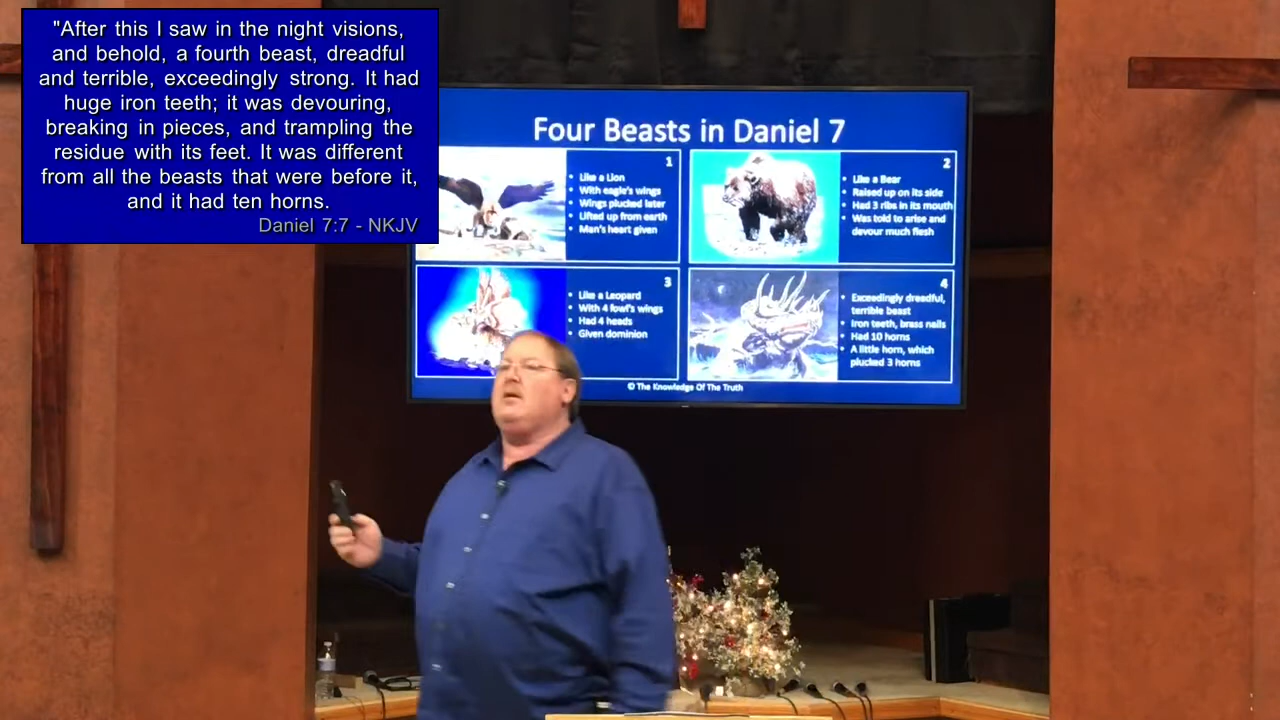 "After this I saw in the night visions,
and behold, a fourth beast, dreadful
and terrible, exceedingly strong. It had
huge iron teeth; it was devouring,
breaking in pieces, and trampling the
residue with its feet. It was different
from all the beasts that were before it,
and it had ten horns.
Daniel 7:7 - NKJV
Four Beasts in Daniel 7
1
• Like a Lion
• With eagle's wings
• Wings plucked later
• Lifted up from earth
• Man's heart given
2
• Like a Bear
• Raised up on its side
• Had 3 ribs in its mouth
• Was told to arise and
devour much flesh
3
• Like a Leopard
• With 4 fowl's wings
• Had 4 heads
• Given dominion
4
• Exceedingly dreadful,
terrible beast
• Iron teeth, brass nails
• Had 10 horns
• A little horn, which
plucked 3 horns
© The Knowledge Of The Truth